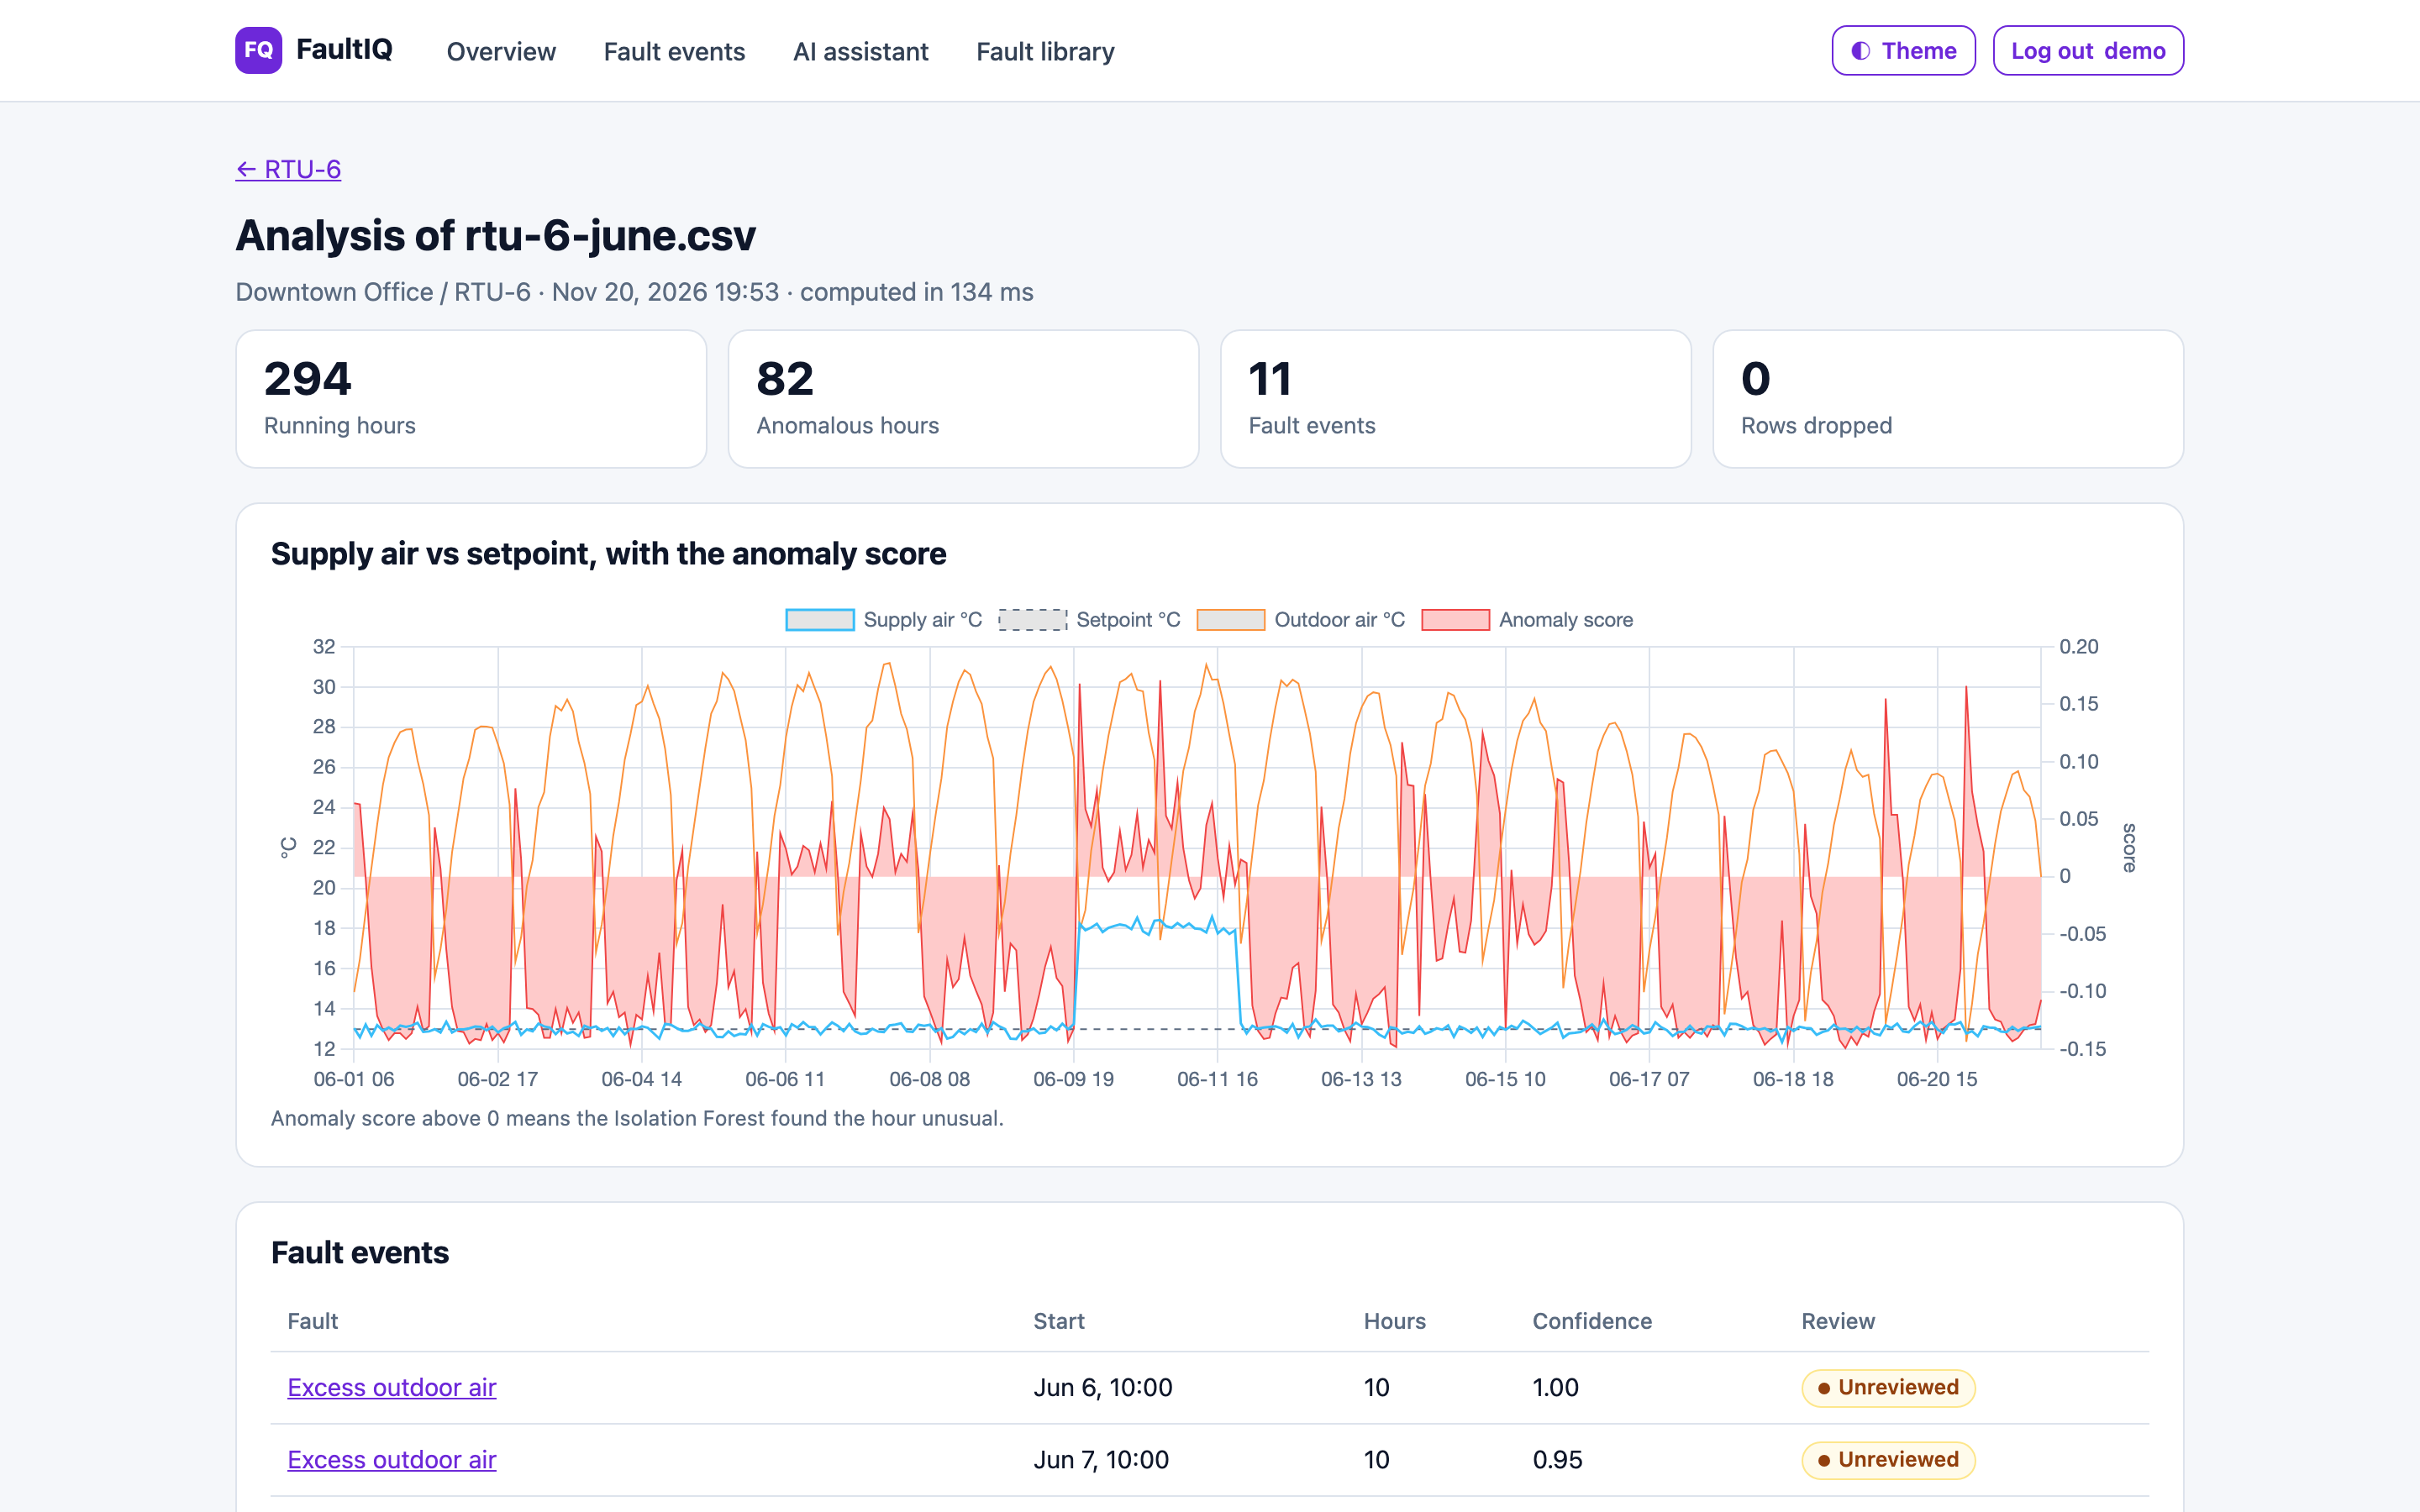 FQ FaultIQ Overview Fault events AI assistant Fault library Theme Log out demo
← RTU-6
Analysis of rtu-6-june.csv
Downtown Office / RTU-6 · Nov 20, 2026 19:53 · computed in 134 ms
294 82 11 0
Running hours Anomalous hours Fault events Rows dropped
Supply air vs setpoint, with the anomaly score
Supply air °C Setpoint °C Outdoor air °C Anomaly score
32 0.20
30 0.15
28
26 0.10
24 0.05
22
°C score
20 0
18 -0.05
16
14 -0.10
12 -0.15
06-01 06 06-02 17 06-04 14 06-06 11 06-08 08 06-09 19 06-11 16 06-13 13 06-15 10 06-17 07 06-18 18 06-20 15
Anomaly score above 0 means the Isolation Forest found the hour unusual.
Fault events
Fault Start Hours Confidence Review
Excess outdoor air Jun 6, 10:00 10 1.00 Unreviewed
Excess outdoor air Jun 7, 10:00 10 0.95 Unreviewed